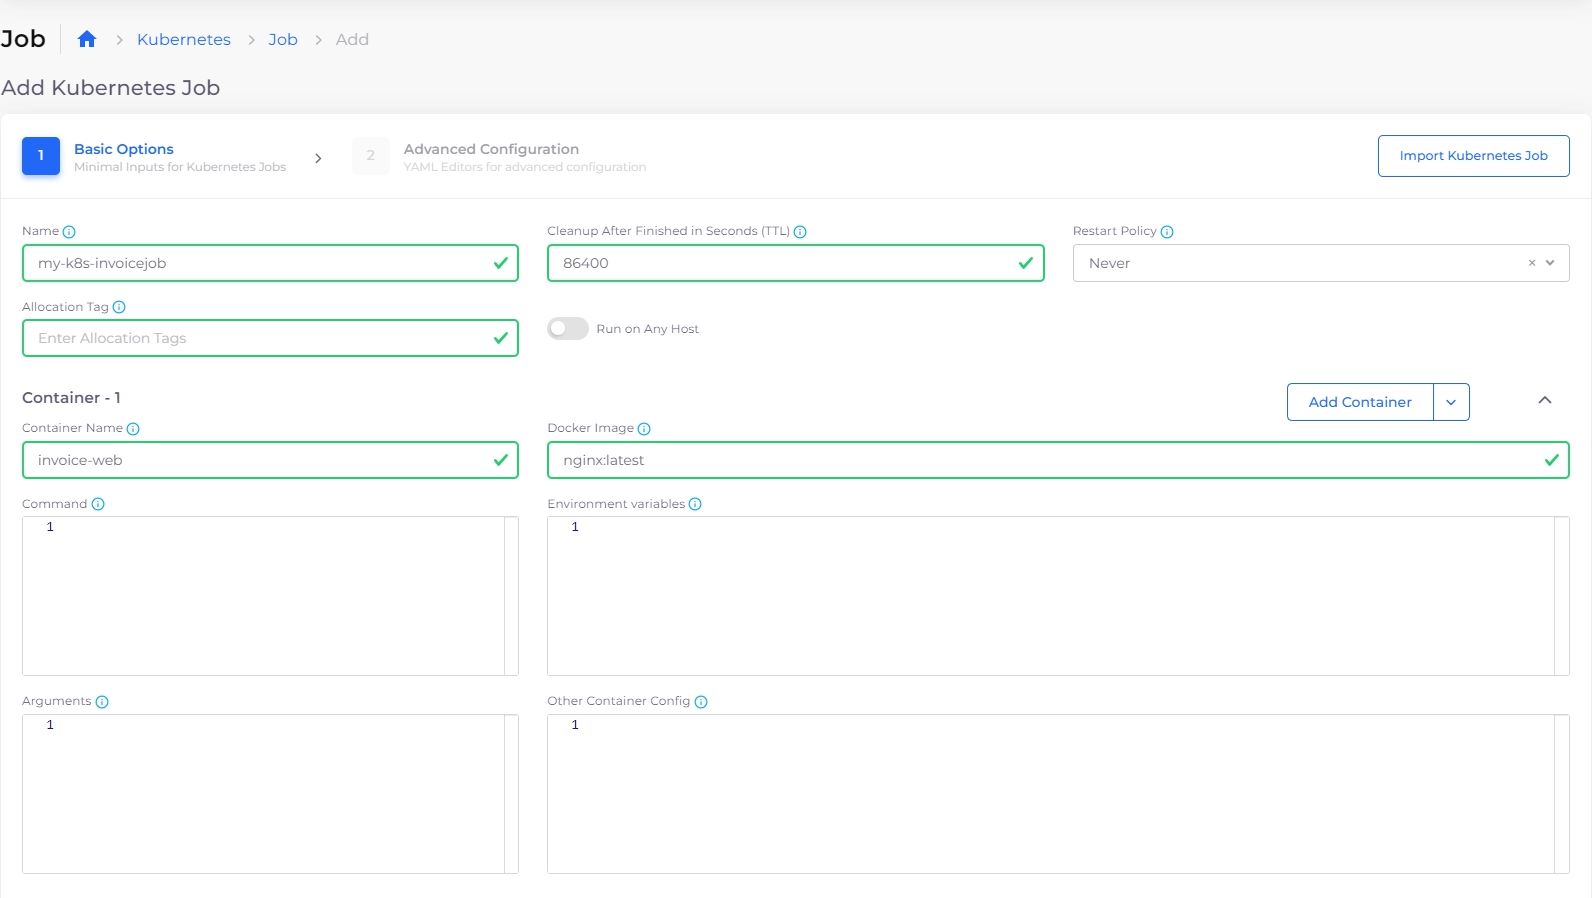 Job Kubernetes Job Add
Add Kubernetes Job
1 Basic Options
Minimal Inputs for Kubernetes Jobs
2 Advanced Configuration
YAML Editors for advanced configuration
Import Kubernetes Job
Name
my-k8s-invoicejob
Cleanup After Finished in Seconds (TTL)
86400
Restart Policy
Never
Allocation Tag
Enter Allocation Tags
Run on Any Host
Container - 1
Add Container
Container Name
invoice-web
Docker Image
nginx:latest
Command
1
Environment variables
1
Arguments
1
Other Container Config
1